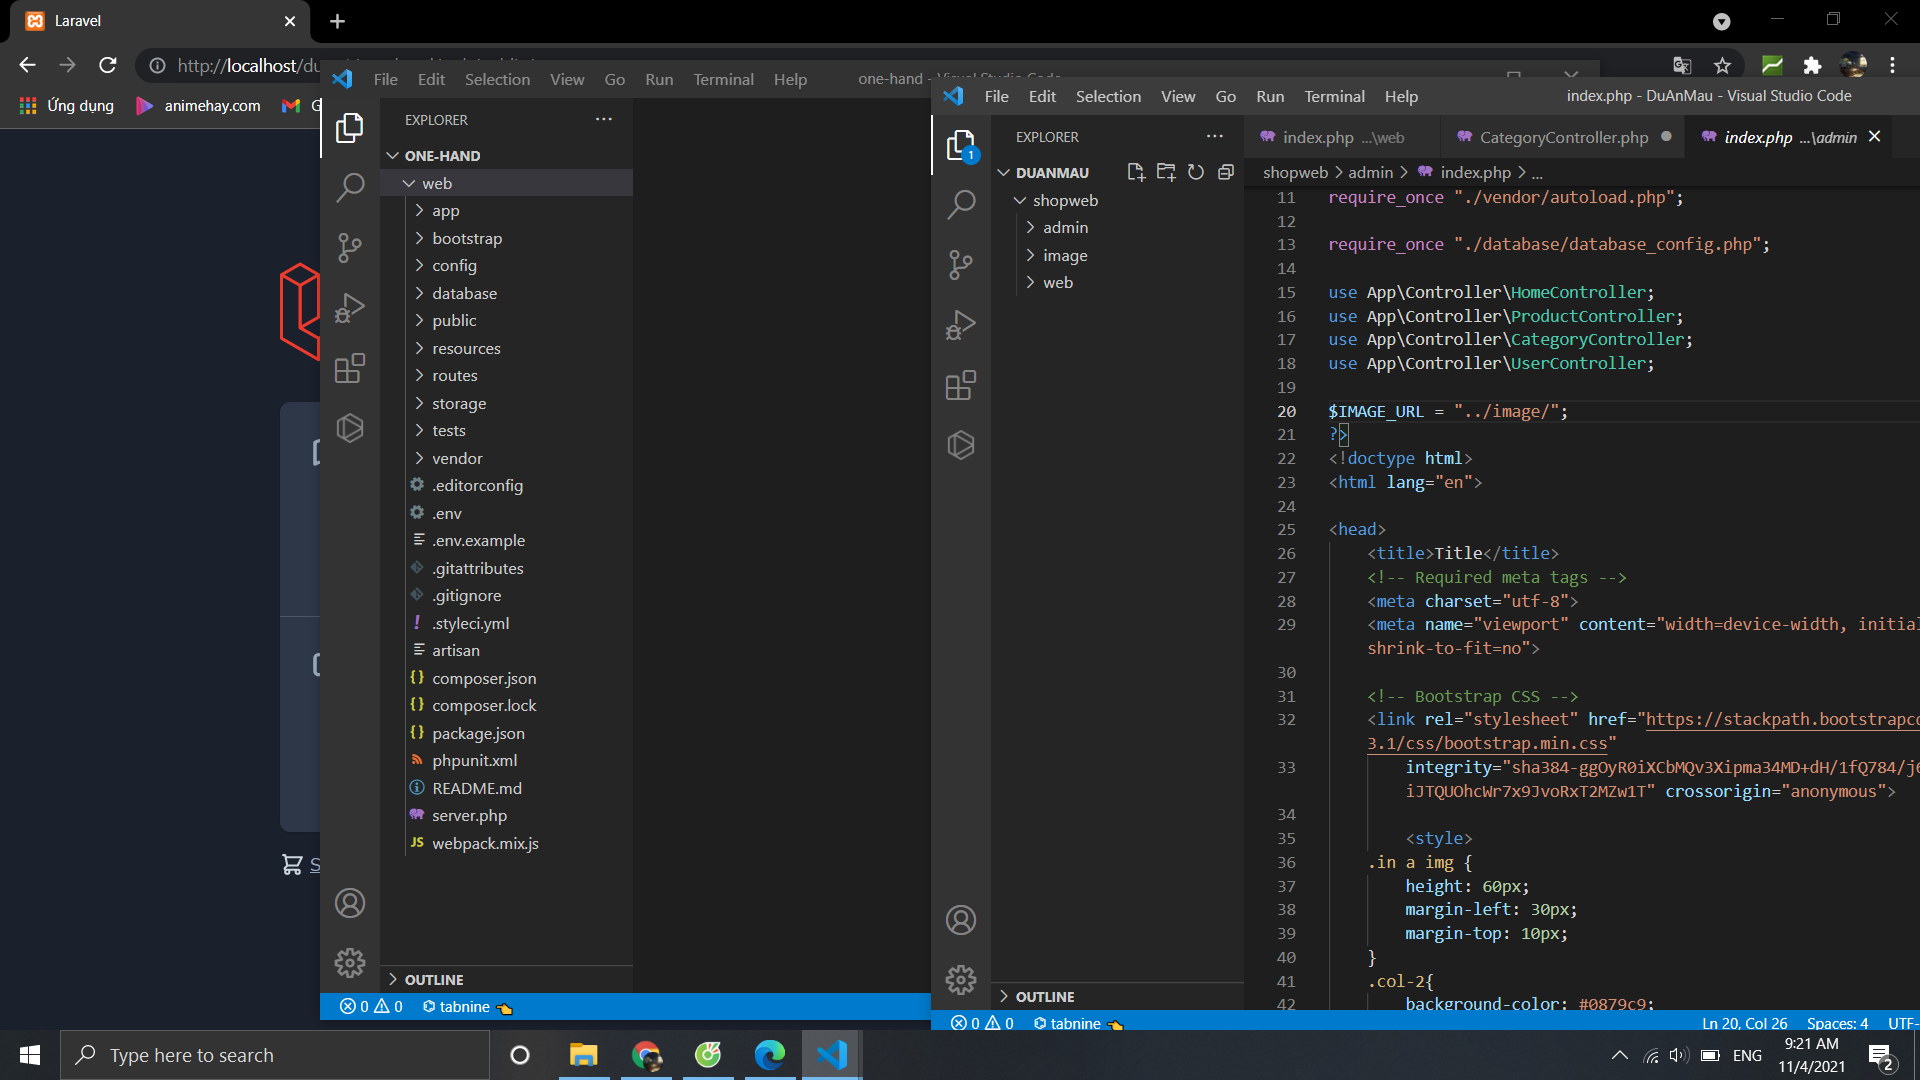 Laravel
http://localhost/du
Ứng dụng
animehay.com
G
File Edit Selection View Go Run Terminal Help
one-hand - Visual Studio Code
EXPLORER
ONE-HAND
web
app
bootstrap
config
database
public
resources
routes
storage
tests
vendor
.editorconfig
.env
.env.example
.gitattributes
.gitignore
.styleci.yml
artisan
composer.json
composer.lock
package.json
phpunit.xml
README.md
server.php
JS webpack.mix.js
OUTLINE
0 0 tabnine
S
File Edit Selection View Go Run Terminal Help
index.php - DuAnMau - Visual Studio Code
1
EXPLORER
DUANMAU
shopweb
admin
image
web
OUTLINE
index.php ...\web
CategoryController.php
index.php ...\admin
shopweb > admin > index.php > ...
11 require_once "./vendor/autoload.php";
12
13 require_once "./database/database_config.php";
14
15 use App\Controller\HomeController;
16 use App\Controller\ProductController;
17 use App\Controller\CategoryController;
18 use App\Controller\UserController;
19
20 $IMAGE_URL = "../image/";
21 ?>
22 <!doctype html>
23 <html lang="en">
24
25 <head>
26 <title>Title</title>
27 <!-- Required meta tags -->
28 <meta charset="utf-8">
29 <meta name="viewport" content="width=device-width, initial
shrink-to-fit=no">
30
31 <!-- Bootstrap CSS -->
32 <link rel="stylesheet" href="https://stackpath.bootstrapc
3.1/css/bootstrap.min.css"
33 integrity="sha384-ggOyR0iXCbMQv3Xipma34MD+dH/1fQ784/j6
iJTQUOhcWr7x9JvoRxT2MZw1T" crossorigin="anonymous">
34
35 <style>
36 .in a img {
37 height: 60px;
38 margin-left: 30px;
39 margin-top: 10px;
40 }
41 .col-2{
42 background-color: #0879c9;
0 0 tabnine
Ln 20, Col 26 Spaces: 4 UTF-
Type here to search
ENG
9:21 AM
11/4/2021
2